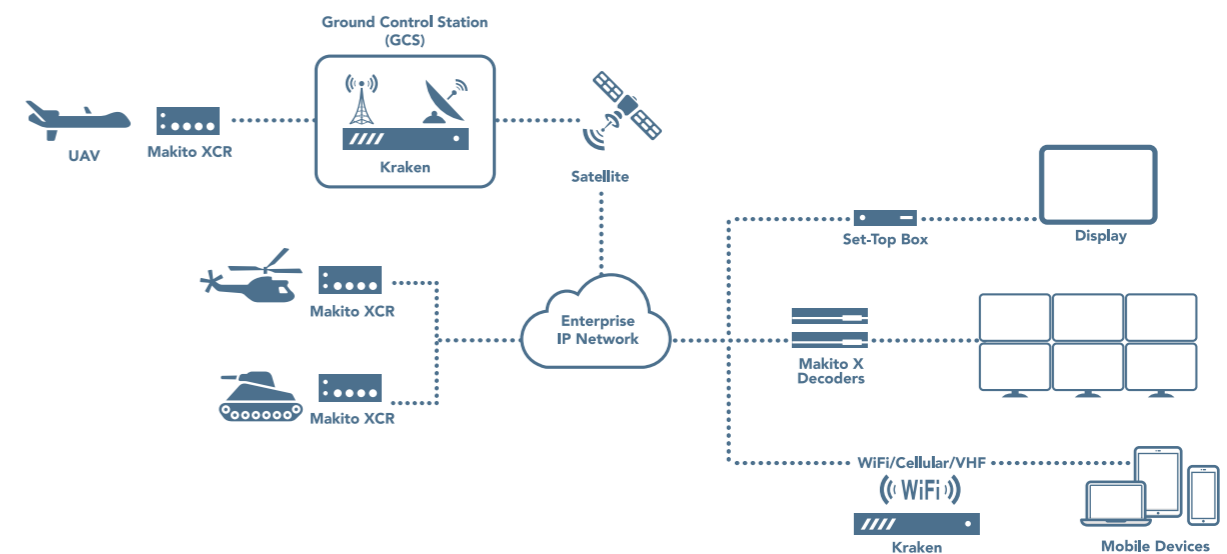 Ground Control Station
(GCS)
UAV
Makito XCR
Kraken
Satellite
Set-Top Box
Display
Makito XCR
Enterprise
IP Network
Makito X
Decoders
Makito XCR
WiFi/Cellular/VHF
WiFi
Kraken
Mobile Devices